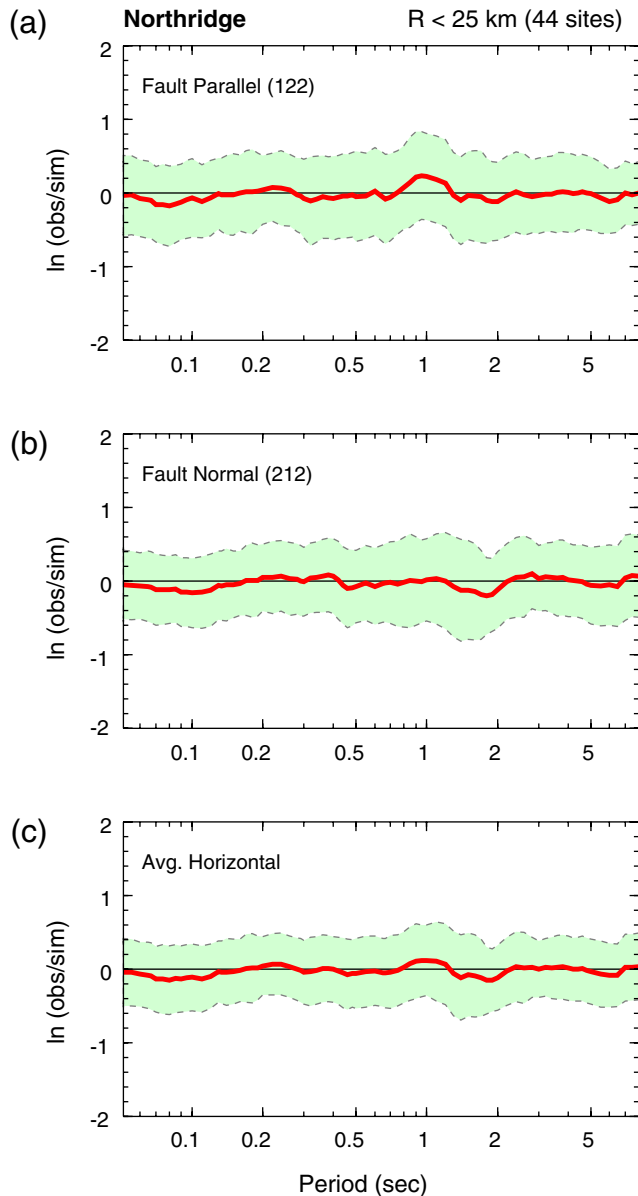 (a)
Northridge R < 25 km (44 sites)
2
Fault Parallel (122)
1
0
-1
-2
ln (obs/sim)
0.1 0.2 0.5 1 2 5
(b)
2
Fault Normal (212)
1
0
-1
-2
ln (obs/sim)
0.1 0.2 0.5 1 2 5
(c)
2
Avg. Horizontal
1
0
-1
-2
ln (obs/sim)
0.1 0.2 0.5 1 2 5
Period (sec)